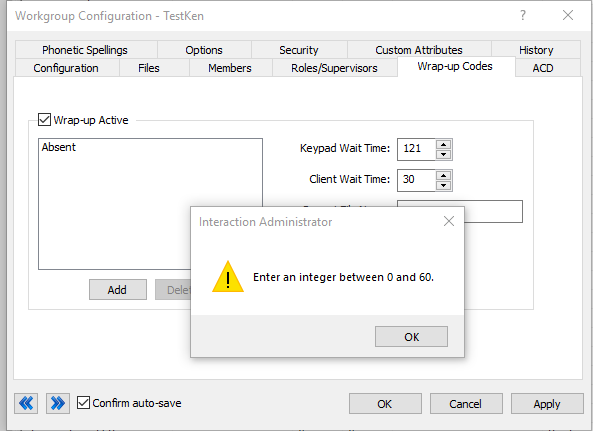 Workgroup Configuration - TestKen
Phonetic Spellings Options Security Custom Attributes History
Configuration Files Members Roles/Supervisors Wrap-up Codes ACD
Wrap-up Active
Absent
Keypad Wait Time: 121
Client Wait Time: 30
Interaction Administrator
Enter an integer between 0 and 60.
OK
Add
Confirm auto-save
OK Cancel Apply